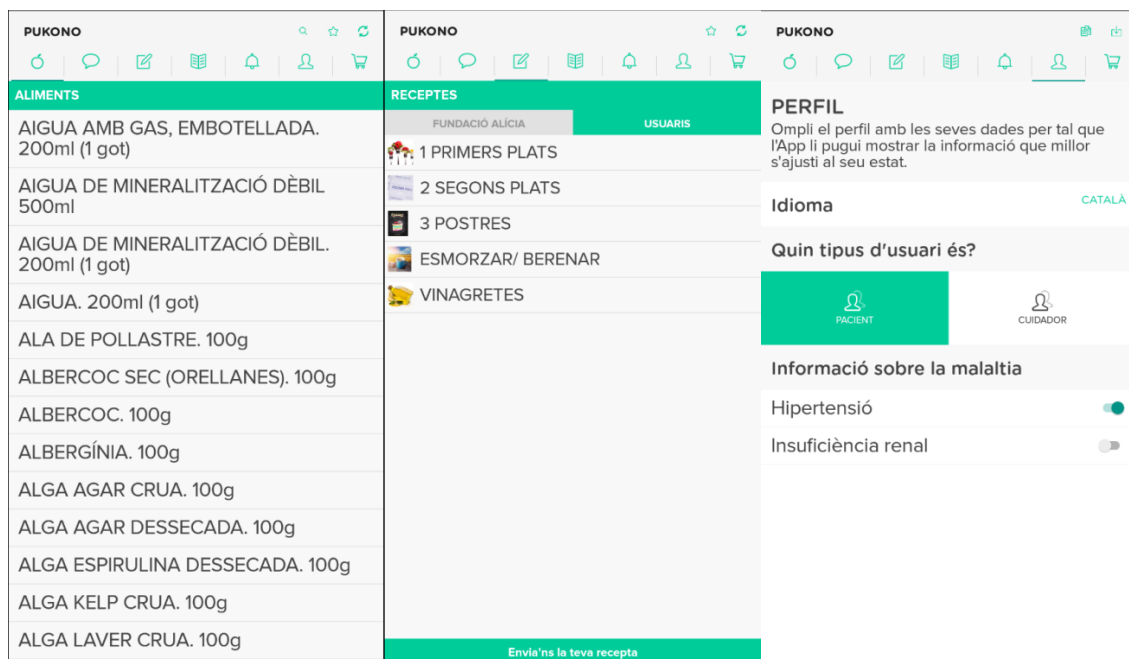 PUKONO
ALIMENTS
AIGUA AMB GAS, EMBOTELLADA.
200ml (1 got)
AIGUA DE MINERALITZACIÓ DÈBIL
500ml
AIGUA DE MINERALITZACIÓ DÈBIL.
200ml (1 got)
AIGUA. 200ml (1 got)
ALA DE POLLASTRE. 100g
ALBERCOC SEC (ORELLANES). 100g
ALBERCOC. 100g
ALBERGÍNIA. 100g
ALGA AGAR CRUA. 100g
ALGA AGAR DESSECADA. 100g
ALGA ESPIRULINA DESSECADA. 100g
ALGA KELP CRUA. 100g
ALGA LAVER CRUA. 100g
PUKONO
RECEPTES
FUNDACIÓ ALÍCIA
USUARIS
1 PRIMERS PLATS
2 SEGONS PLATS
3 POSTRES
ESMORZAR/ BERENAR
VINAGRETES
Envia'ns la teva recepta
PUKONO
PERFIL
Ompli el perfil amb les seves dades per tal que
l'App li pugui mostrar la informació que millor
s'ajusti al seu estat.
Idioma
CATALÀ
Quin tipus d'usuari és?
PACIENT
CUIDADOR
Informació sobre la malaltia
Hipertensió
Insuficiència renal